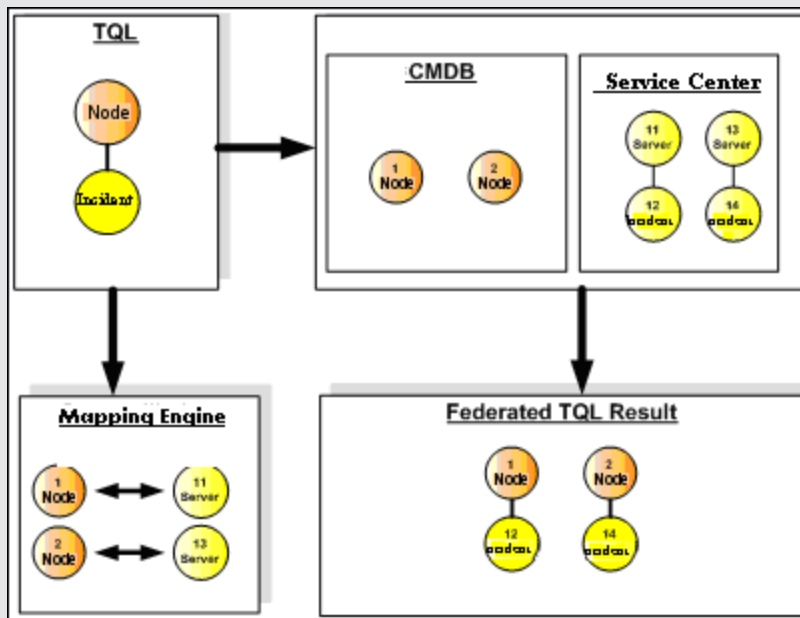 TQL
Node
Incident
CMDB
1
Node
2
Node
Service Center
11
Server
13
Server
12
14
Mapping Engine
1
Node
11
Server
2
Node
13
Server
Federated TQL Result
1
Node
2
Node
12
14